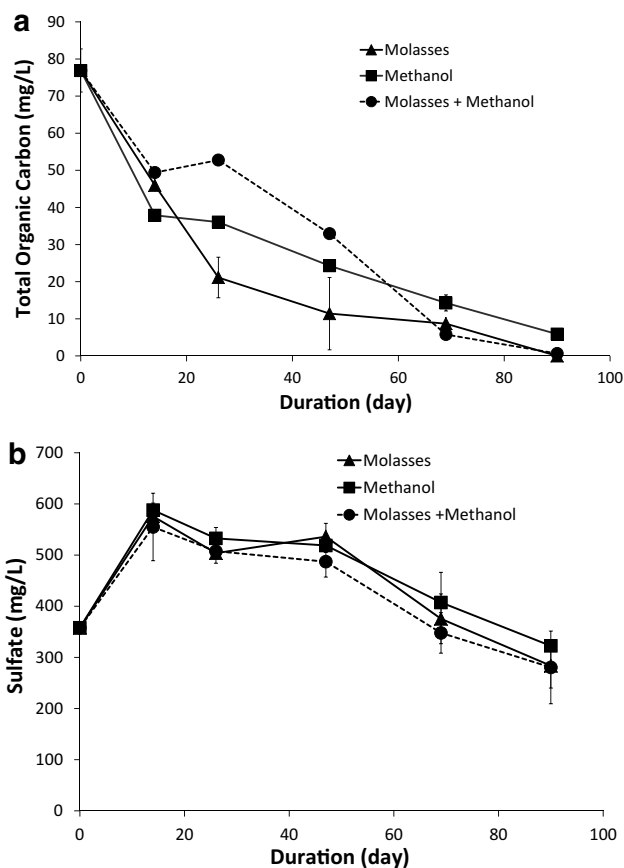 a
Total Organic Carbon (mg/L)
90
80
70
60
50
40
30
20
10
0
Molasses
Methanol
Molasses + Methanol
0 20 40 60 80 100
Duration (day)
b
Sulfate (mg/L)
700
600
500
400
300
200
100
0
Molasses
Methanol
Molasses +Methanol
0 20 40 60 80 100
Duration (day)